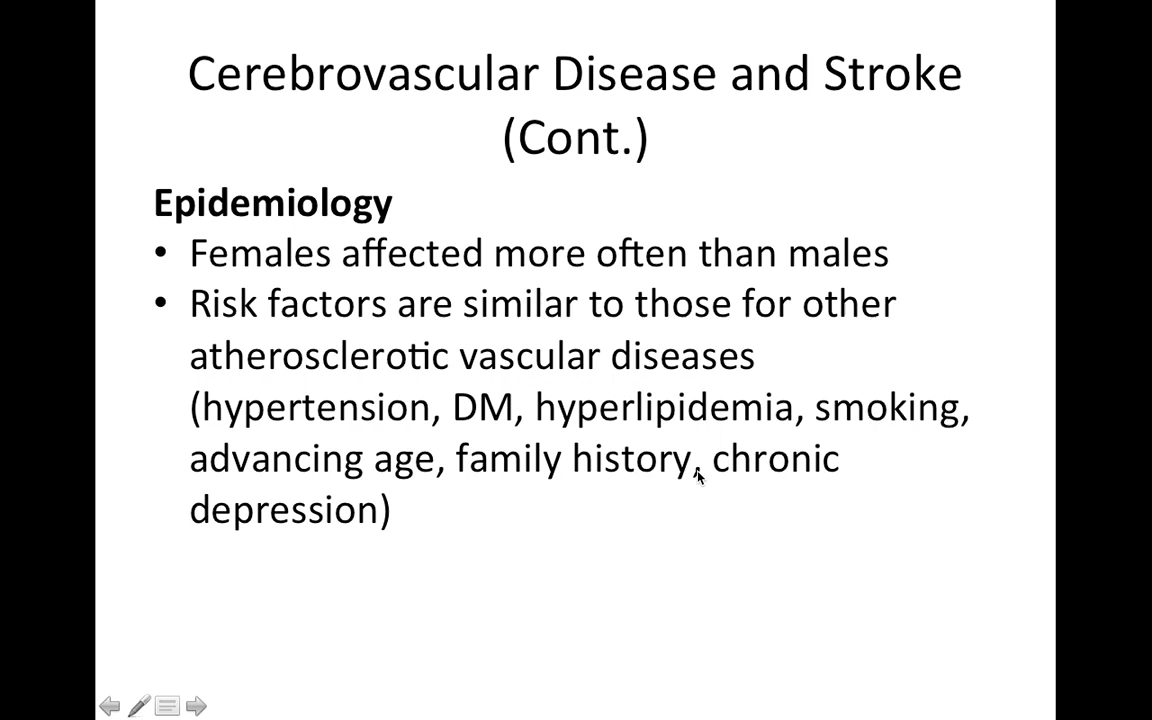 Cerebrovascular Disease and Stroke
(Cont.)
Epidemiology
• Females affected more often than males
• Risk factors are similar to those for other
atherosclerotic vascular diseases
(hypertension, DM, hyperlipidemia, smoking,
advancing age, family history, chronic
depression)